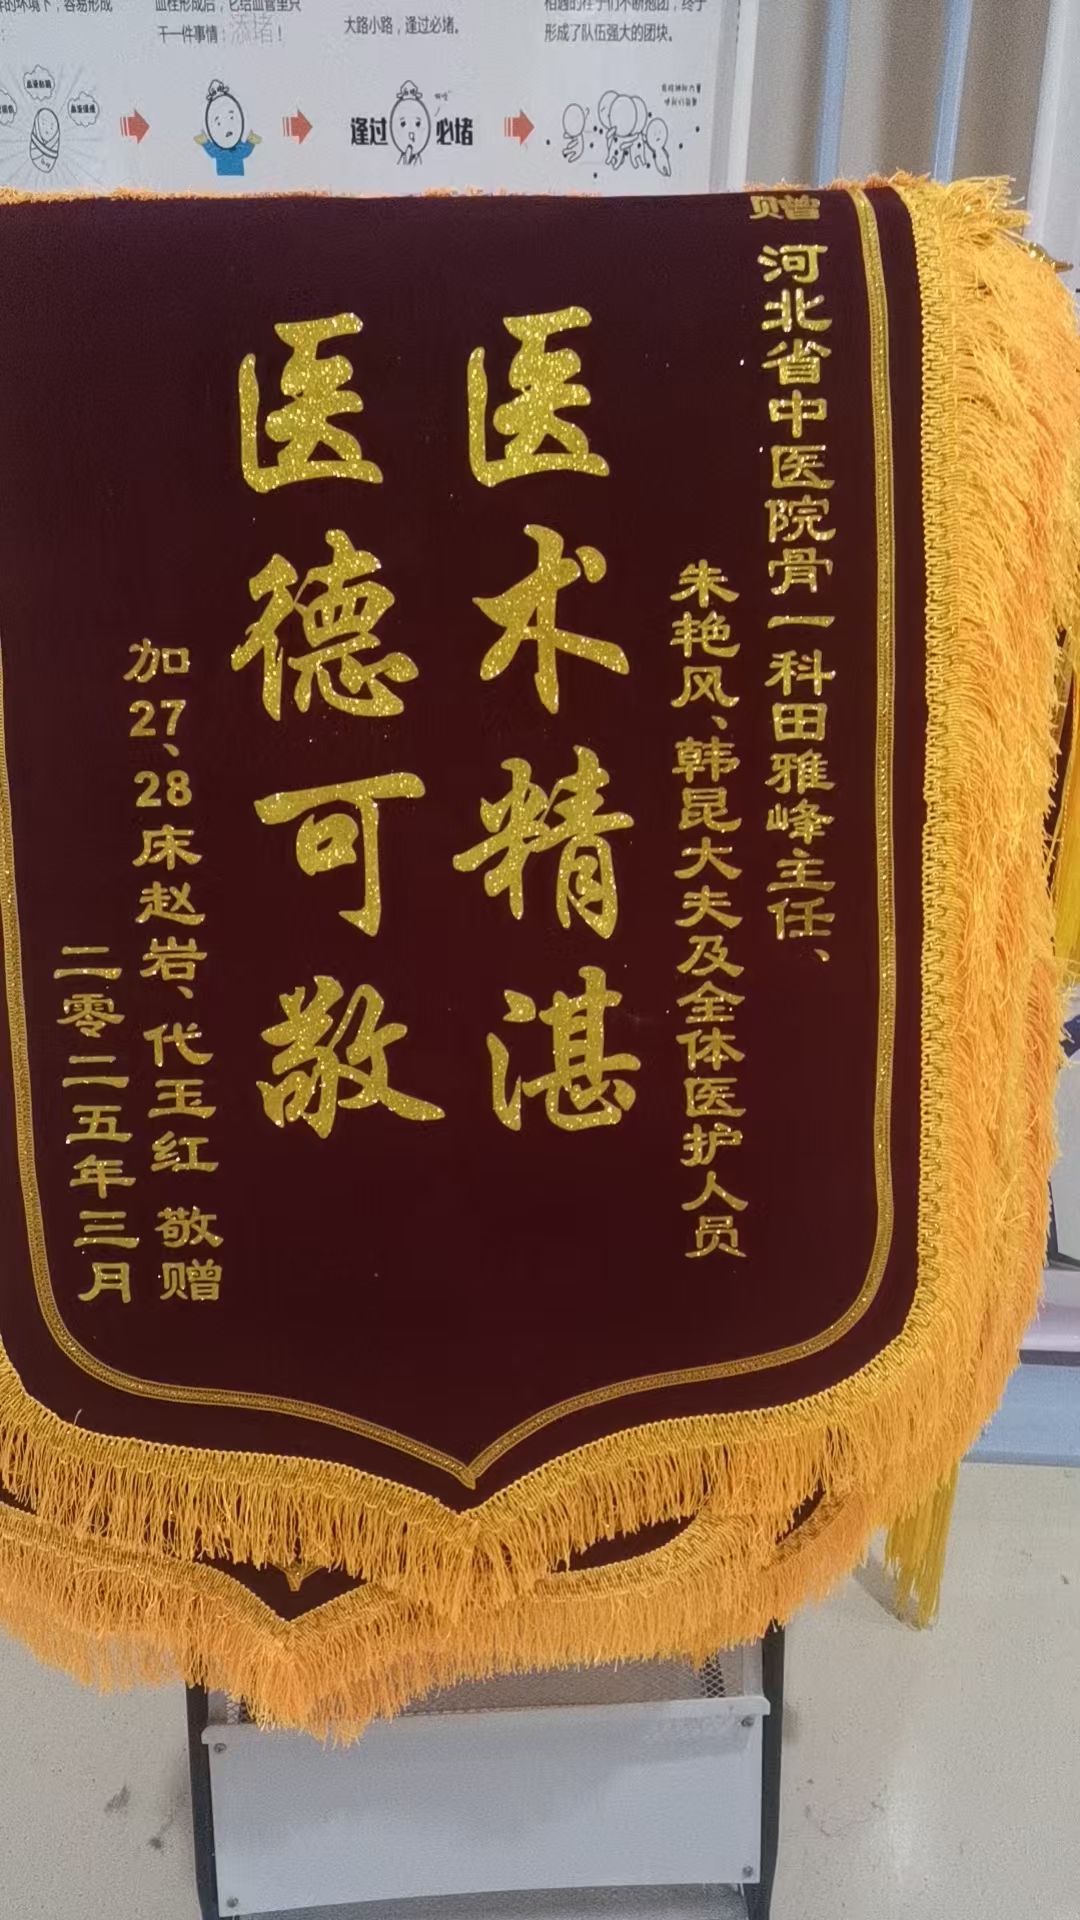 干一件事情：添堵！
大路小路，逢过必堵。
形成了队伍强大的团块。
逢过必堵
赠
河北省中医院骨一科田雅峰主任、
朱艳风、韩昆大夫及全体医护人员
医术精湛
医德可敬
加27、28床赵岩、代玉红 敬赠
二零二五年三月